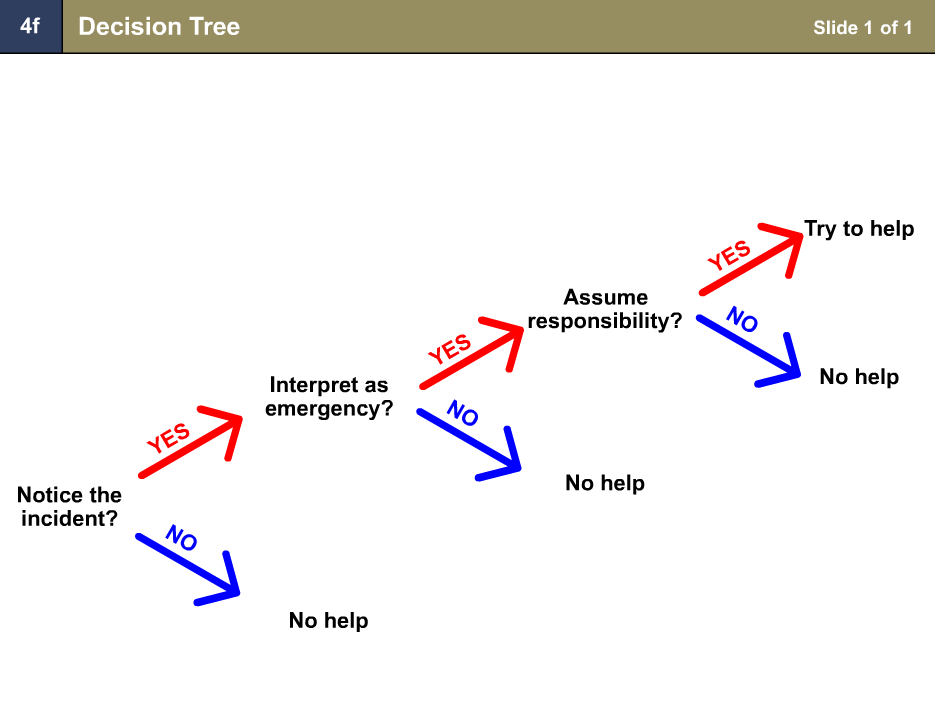 4f
Decision Tree
Slide 1 of 1
Try to help
YES
NO
Assume
responsibility?
No help
YES
NO
Interpret as
emergency?
No help
YES
NO
Notice the
incident?
No help